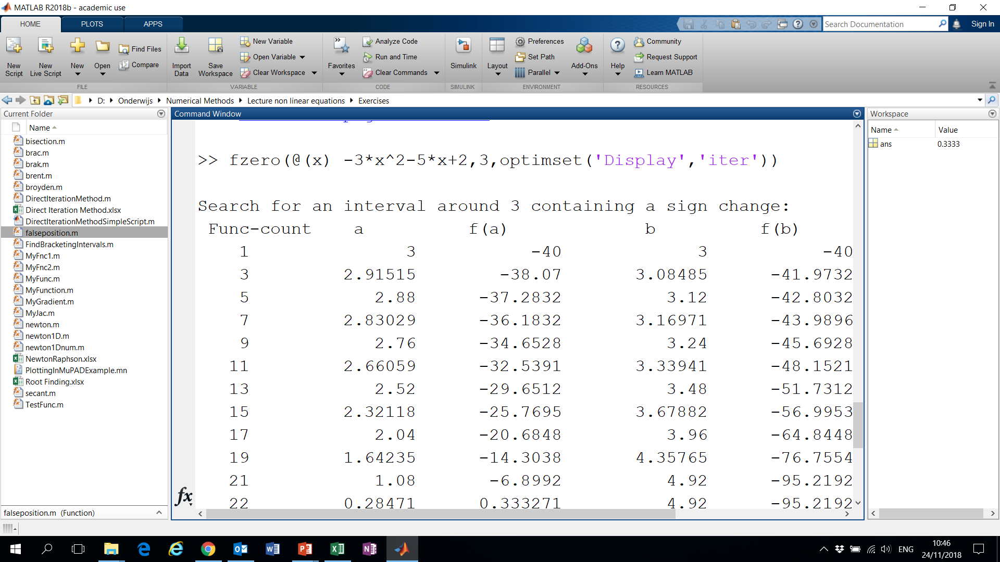 MATLAB R2018b - academic use
HOME PLOTS APPS
Search Documentation
Sign In
New Script
New Live Script
New
Open
Find Files
Compare
FILE
Import Data
Save Workspace
New Variable
Open Variable
Clear Workspace
VARIABLE
Favorites
Analyze Code
Run and Time
Clear Commands
CODE
Simulink
SIMULINK
Layout
Preferences
Set Path
Parallel
Add-Ons
ENVIRONMENT
Help
Community
Request Support
Learn MATLAB
RESOURCES
D: Onderwijs Numerical Methods Lecture non linear equations Exercises
Current Folder
Name
bisection.m
brac.m
brak.m
brent.m
broyden.m
DirectIterationMethod.m
Direct Iteration Method.xlsx
DirectIterationMethodSimpleScript.m
falseposition.m
FindBracketingIntervals.m
MyFnc1.m
MyFnc2.m
MyFunc.m
MyFunction.m
MyGradient.m
MyJac.m
newton.m
newton1D.m
newton1Dnum.m
NewtonRaphson.xlsx
PlottingInMuPADExample.mn
Root Finding.xlsx
secant.m
TestFunc.m
falseposition.m (Function)
Command Window
>> fzero(@(x) -3*x^2-5*x+2,3,optimset('Display','iter'))
Search for an interval around 3 containing a sign change:
Func-count a f(a) b f(b)
1 3 -40 3 -40
3 2.91515 -38.07 3.08485 -41.9732
5 2.88 -37.2832 3.12 -42.8032
7 2.83029 -36.1832 3.16971 -43.9896
9 2.76 -34.6528 3.24 -45.6928
11 2.66059 -32.5391 3.33941 -48.1521
13 2.52 -29.6512 3.48 -51.7312
15 2.32118 -25.7695 3.67882 -56.9953
17 2.04 -20.6848 3.96 -64.8448
19 1.64235 -14.3038 4.35765 -76.7554
21 1.08 -6.8992 4.92 -95.2192
22 0.28471 0.333271 4.92 -95.2192
fx
Workspace
Name Value
ans 0.3333
ENG
10:46
24/11/2018